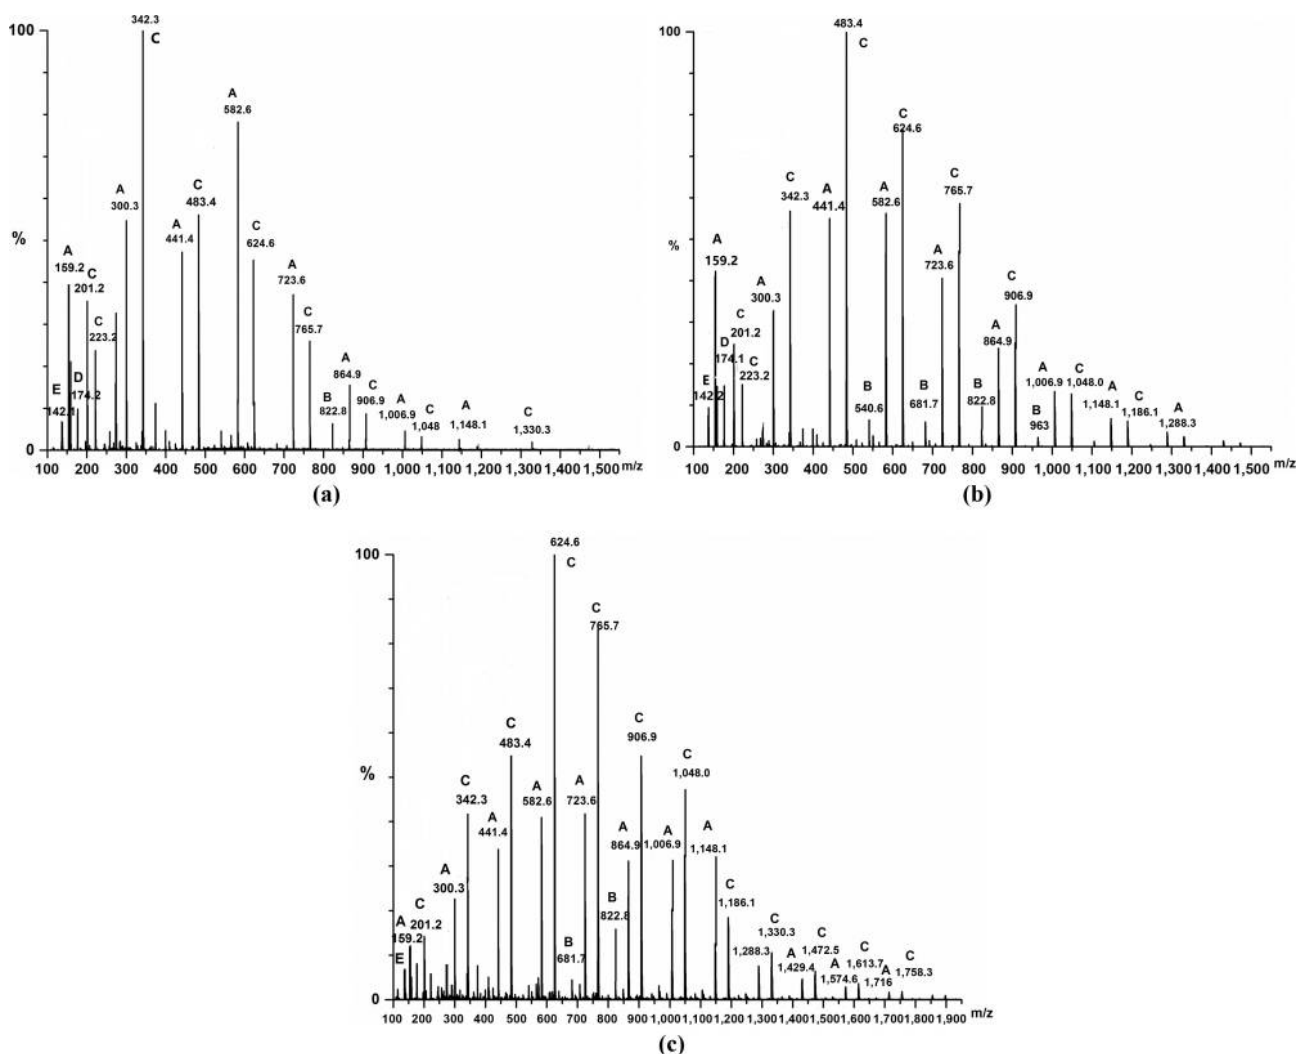 342.3
100
C
A
582.6
A
300.3
C
483.4
A
441.4
C
624.6
%
A
159.2
C
201.2
A
723.6
C
223.2
C
765.7
D
174.2
E
142.1
A
864.9
B
822.8
C
906.9
A
1,006.9
C
1,048
A
1,148.1
C
1,330.3
0
100 200 300 400 500 600 700 800 900 1,000 1,100 1,200 1,300 1,400 1,500 m/z
(a)
483.4
100
C
C
624.6
C
342.3
A
441.4
A
582.6
C
765.7
%
A
159.2
A
300.3
A
723.6
C
906.9
C
201.2
D
174.1
C
223.2
E
142.2
B
540.6
B
681.7
A
864.9
B
822.8
A
1,006.9
C
1,048.0
B
963
A
1,148.1
C
1,186.1
A
1,288.3
0
100 200 300 400 500 600 700 800 900 1,000 1,100 1,200 1,300 1,400 1,500 m/z
(b)
624.6
100
C
C
765.7
C
483.4
C
906.9
%
C
342.3
A
582.6
A
723.6
C
1,048.0
A
441.4
A
864.9
A
1,006.9
A
1,148.1
A
300.3
C
201.2
A
159.2
E
B
681.7
B
822.8
C
1,186.1
1,288.3
C
1,330.3
A
1,429.4
C
1,472.5
A
1,574.6
C
1,613.7
A
1,716
C
1,758.3
0
100 200 300 400 500 600 700 800 900 1,000 1,100 1,200 1,300 1,400 1,500 1,600 1,700 1,800 1,900 m/z
(c)